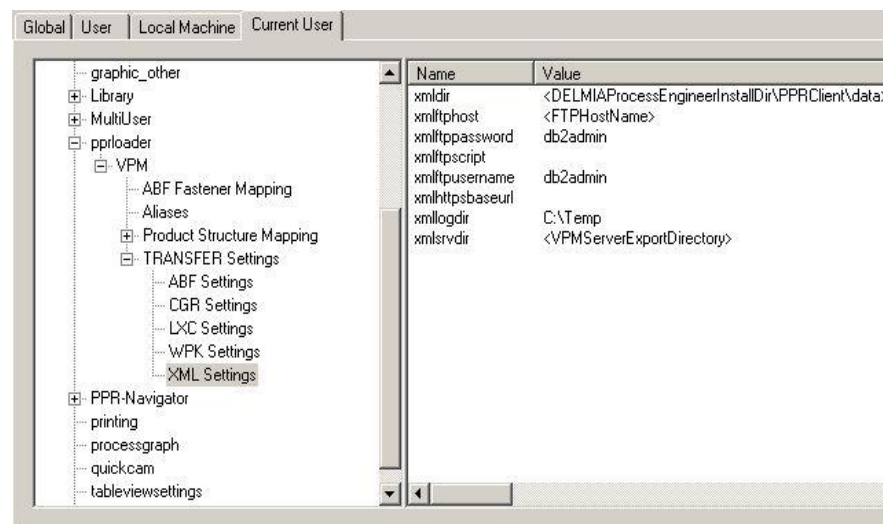 Global User Local Machine Current User
graphic_other
Library
MultiUser
pprloader
VPM
ABF Fastener Mapping
Aliases
Product Structure Mapping
TRANSFER Settings
ABF Settings
CGR Settings
LXC Settings
WPK Settings
XML Settings
PPR-Navigator
printing
processgraph
quickcam
tableviewsettings
Name Value
xmldir <DELMIAProcessEngineerInstallDir\PPRClient\data>
xmlftphost <FTPHostName>
xmlftppassword db2admin
xmlftpscript
xmlftpusername db2admin
xmlhttpsbaseurl
xmllogdir C:\Temp
xmlsrvdir <VPMServerExportDirectory>